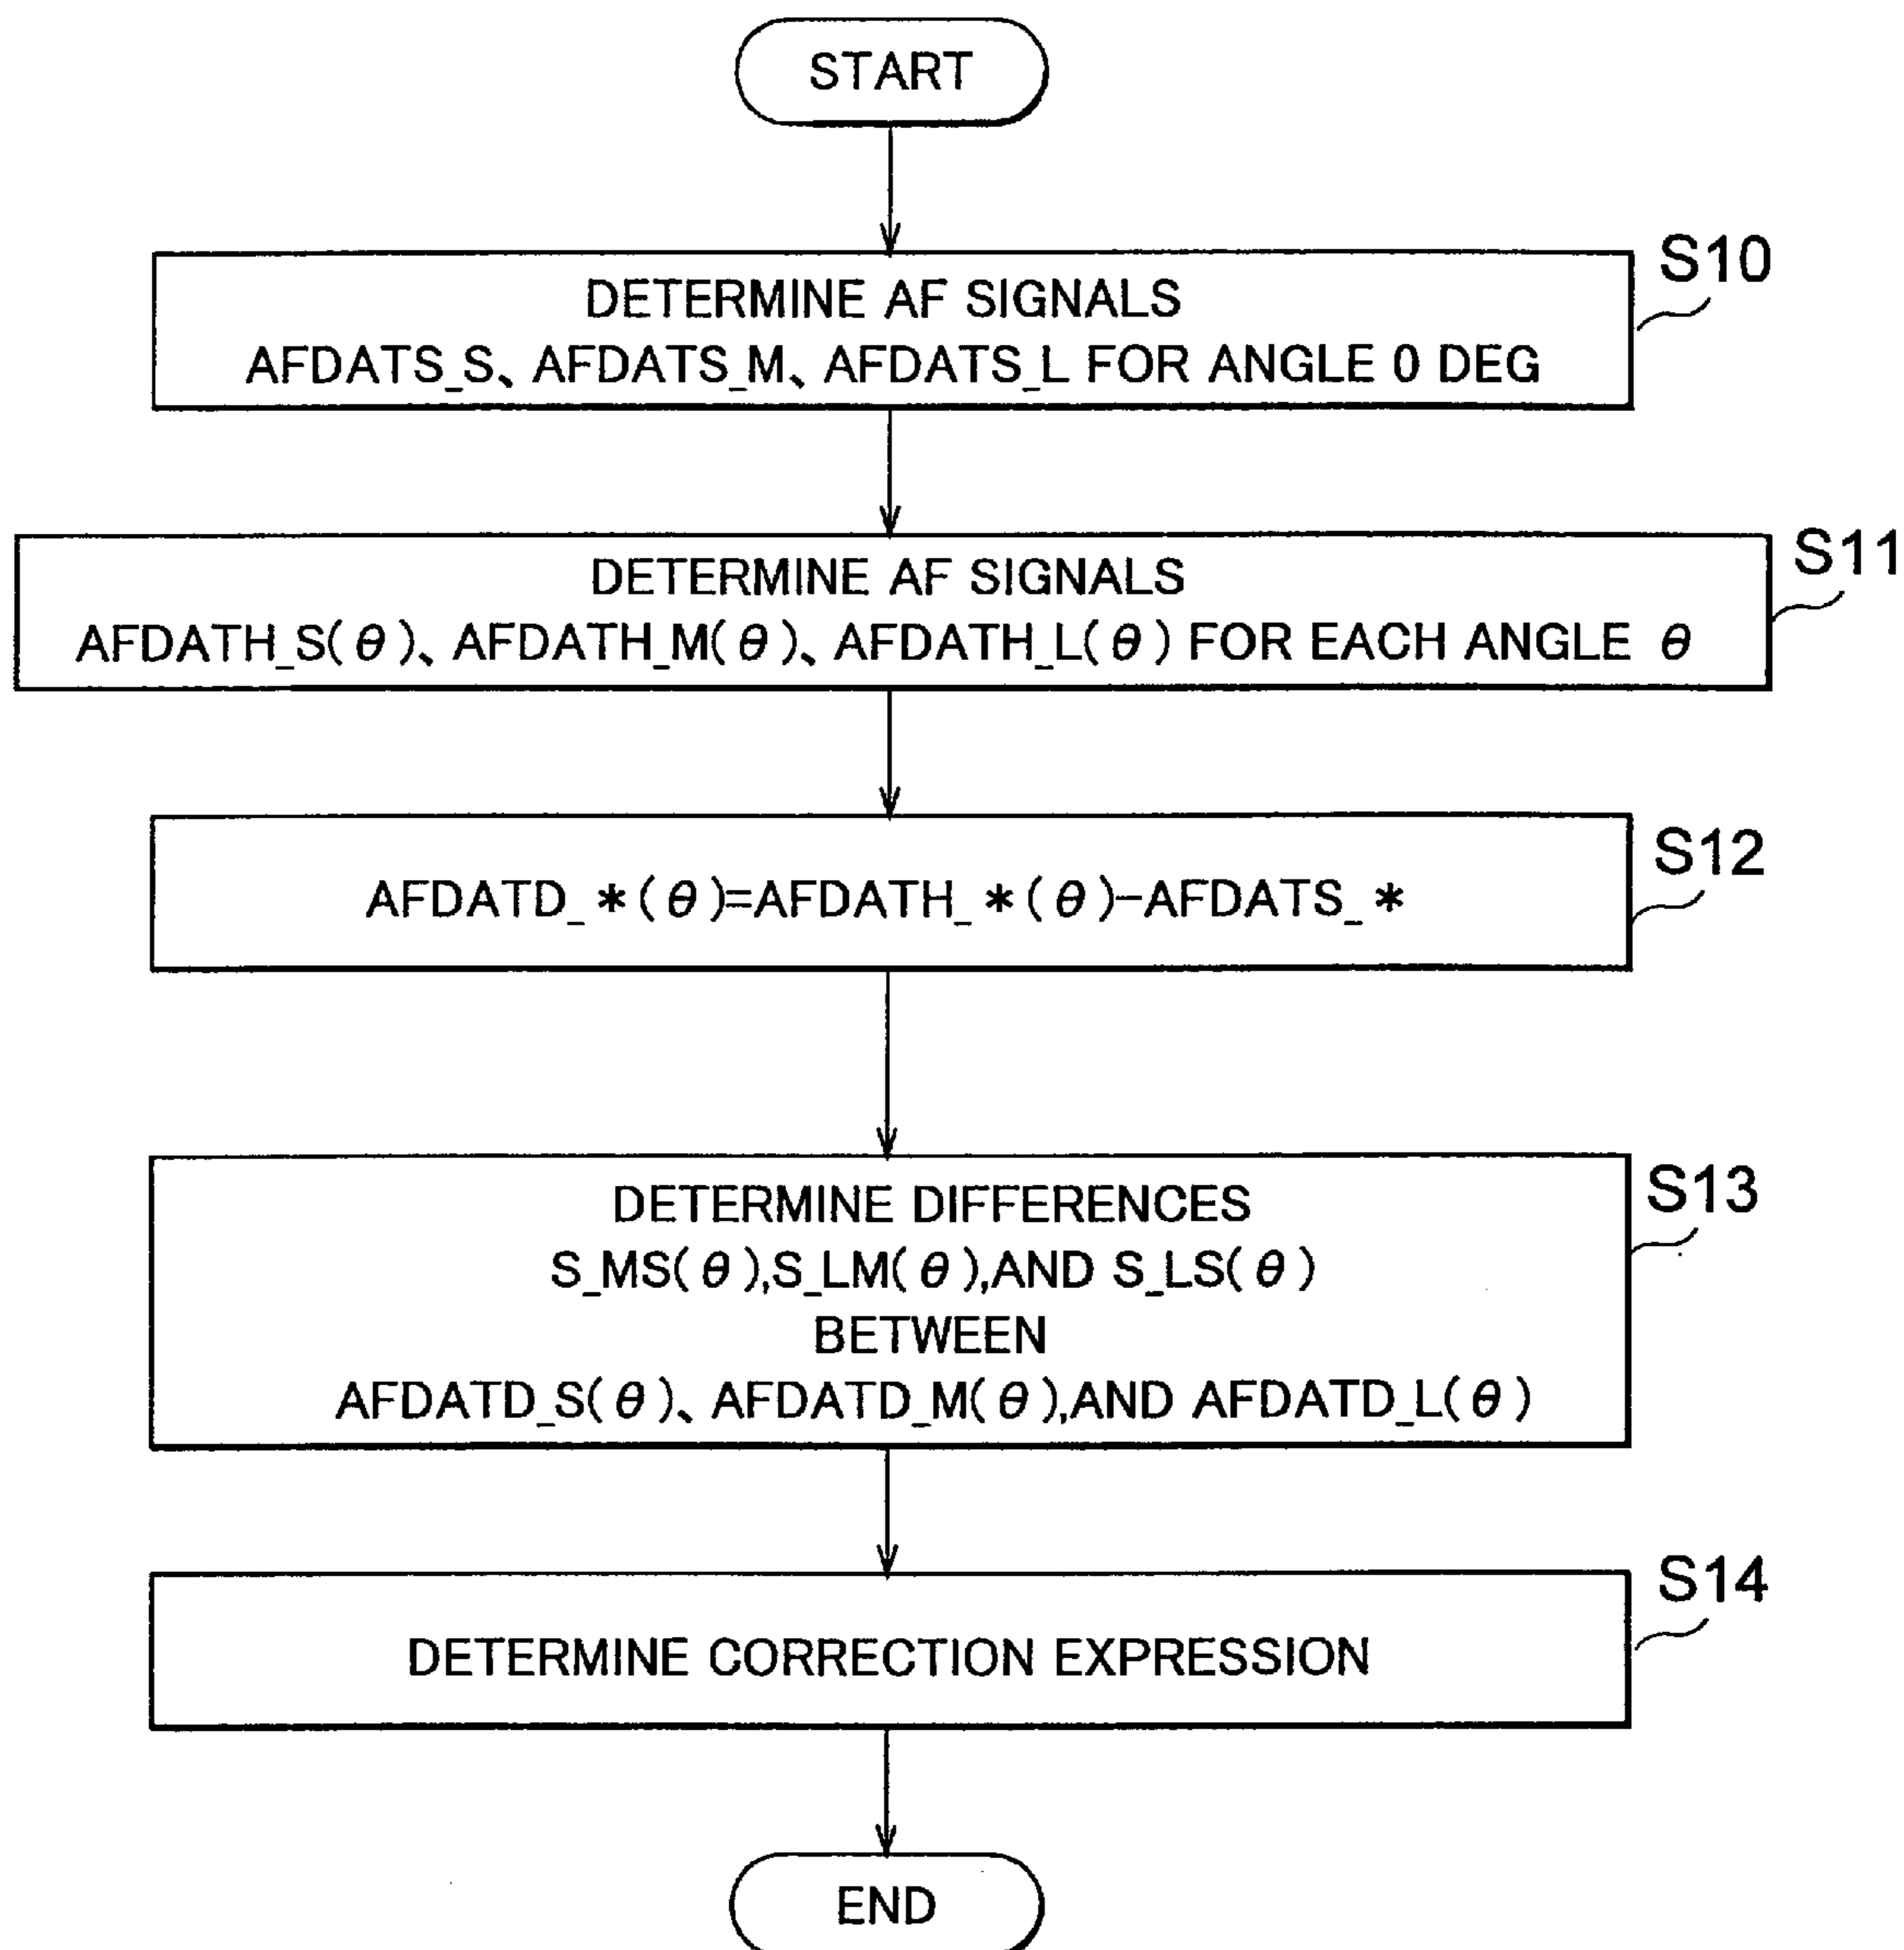 START
S10
DETERMINE AF SIGNALS
AFDATS_S、AFDATS_M、AFDATS_L FOR ANGLE 0 DEG
S11
DETERMINE AF SIGNALS
AFDATH_S(θ)、AFDATH_M(θ)、AFDATH_L(θ) FOR EACH ANGLE θ
S12
AFDATD_*(θ)=AFDATH_*(θ)-AFDATS_*
S13
DETERMINE DIFFERENCES
S_MS(θ),S_LM(θ),AND S_LS(θ)
BETWEEN
AFDATD_S(θ)、AFDATD_M(θ),AND AFDATD_L(θ)
S14
DETERMINE CORRECTION EXPRESSION
END